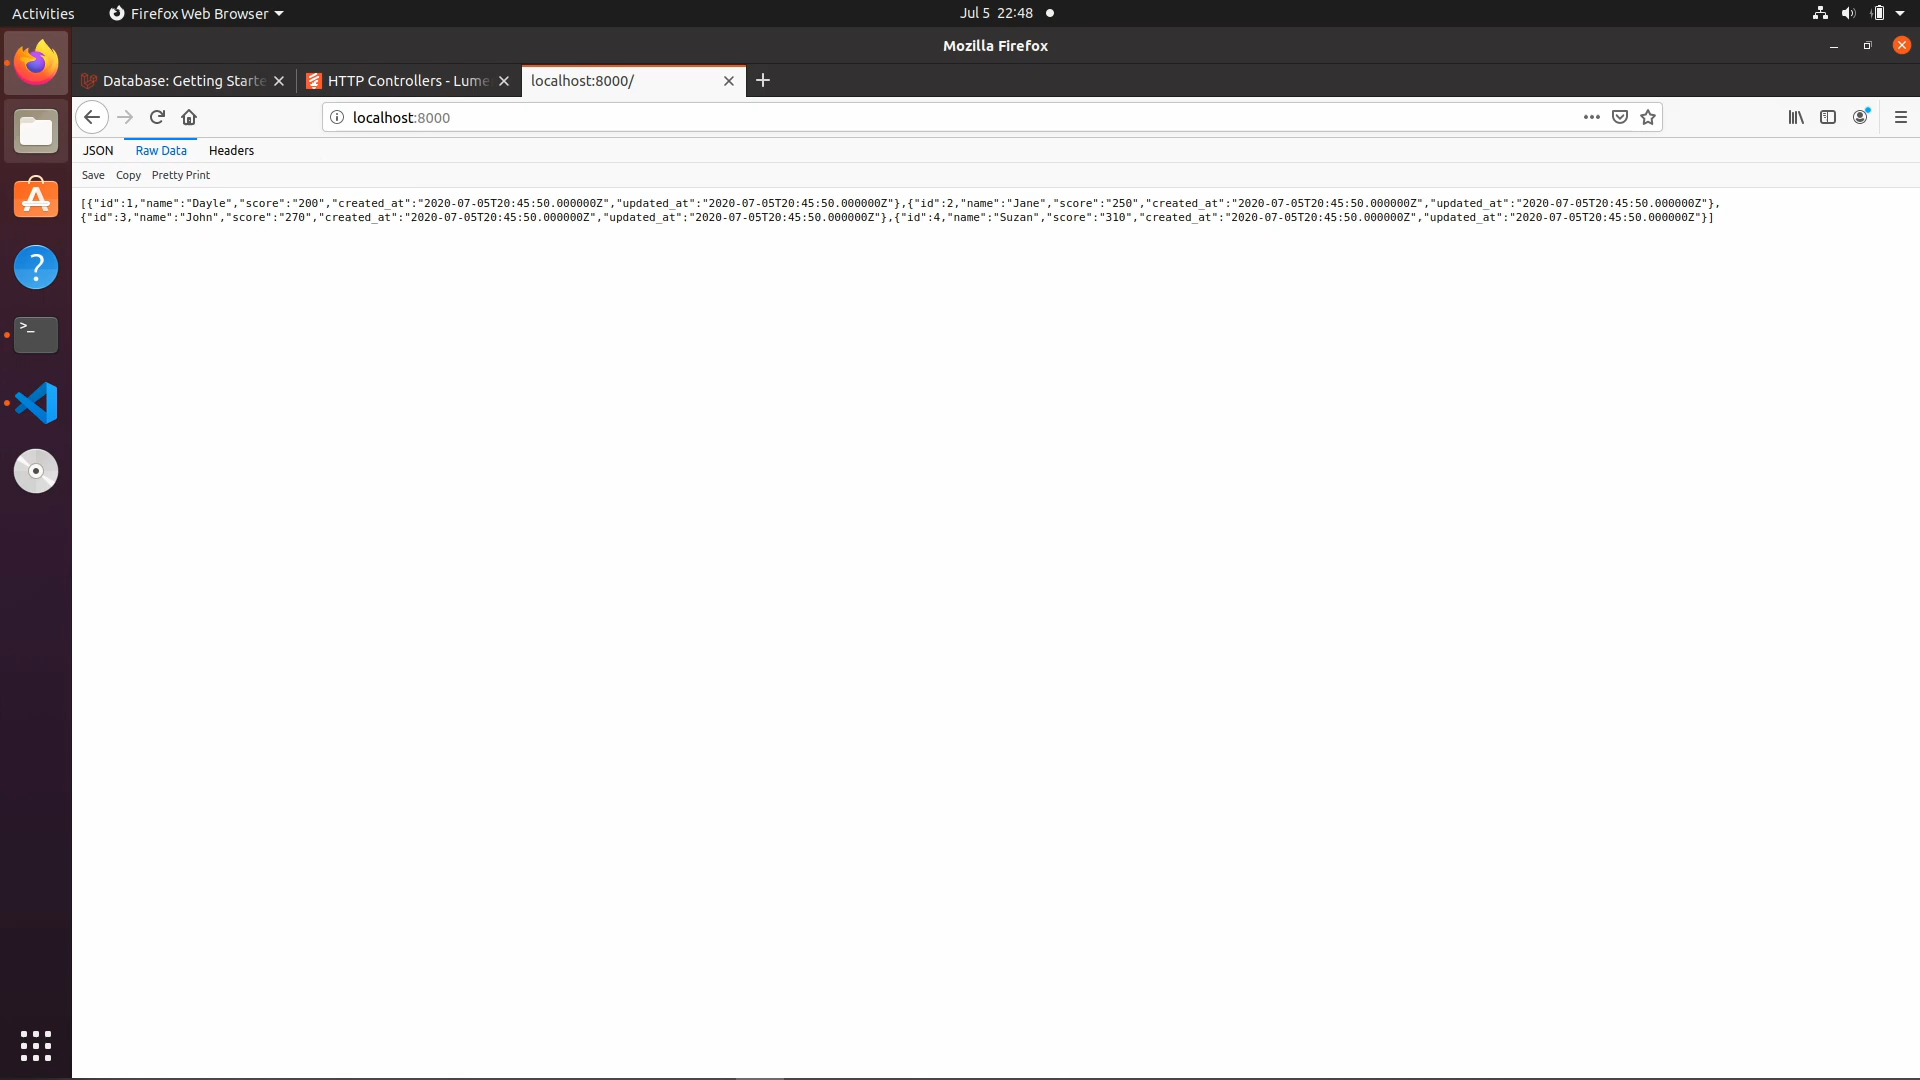 Activities Firefox Web Browser Jul 5 22:48
Mozilla Firefox
Database: Getting Starte HTTP Controllers - Lume localhost:8000/
localhost:8000
JSON Raw Data Headers
Save Copy Pretty Print
[{"id":1,"name":"Dayle","score":"200","created_at":"2020-07-05T20:45:50.000000Z","updated_at":"2020-07-05T20:45:50.000000Z"},{"id":2,"name":"Jane","score":"250","created_at":"2020-07-05T20:45:50.000000Z","updated_at":"2020-07-05T20:45:50.000000Z"},
{"id":3,"name":"John","score":"270","created_at":"2020-07-05T20:45:50.000000Z","updated_at":"2020-07-05T20:45:50.000000Z"},{"id":4,"name":"Suzan","score":"310","created_at":"2020-07-05T20:45:50.000000Z","updated_at":"2020-07-05T20:45:50.000000Z"}]